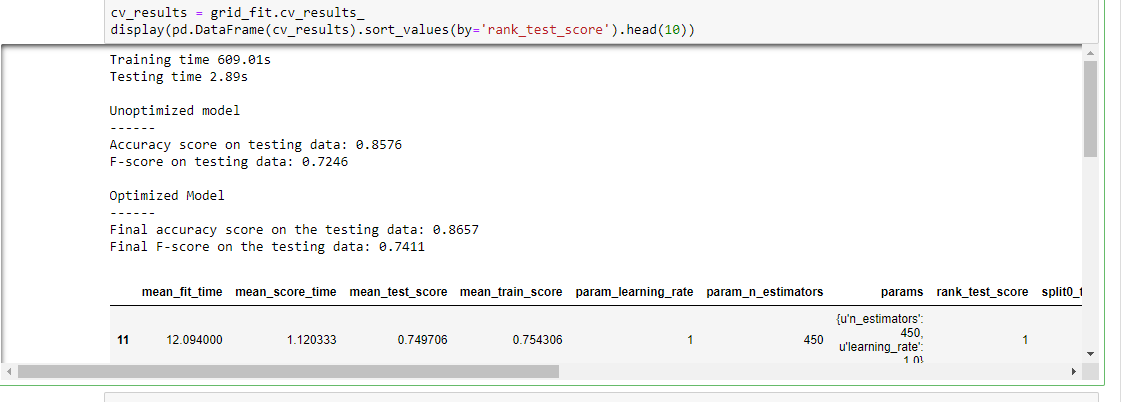 cv_results = grid_fit.cv_results_
display(pd.DataFrame(cv_results).sort_values(by='rank_test_score').head(10))
Training time 609.01s
Testing time 2.89s
Unoptimized model
------
Accuracy score on testing data: 0.8576
F-score on testing data: 0.7246
Optimized Model
------
Final accuracy score on the testing data: 0.8657
Final F-score on the testing data: 0.7411
mean_fit_time mean_score_time mean_test_score mean_train_score param_learning_rate param_n_estimators params rank_test_score split0_t
{u'n_estimators':
450,
11 12.094000 1.120333 0.749706 0.754306 1 450 u'learning_rate': 1
1.0}